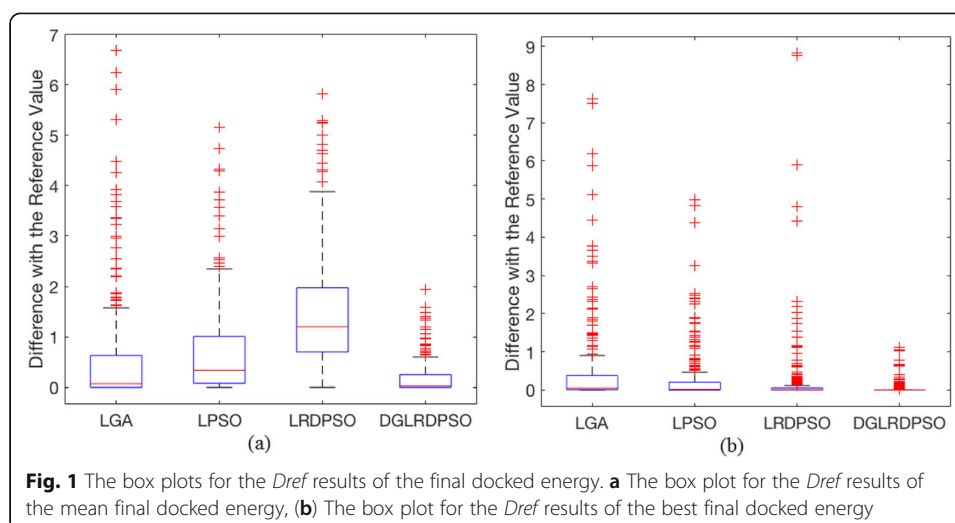 Difference with the Reference Value
7
6
5
4
3
2
1
0
LGA LPSO LRDPSO DGLRDPSO
(a)
Difference with the Reference Value
9
8
7
6
5
4
3
2
1
0
LGA LPSO LRDPSO DGLRDPSO
(b)
Fig. 1 The box plots for the Dref results of the final docked energy. a The box plot for the Dref results of
the mean final docked energy, (b) The box plot for the Dref results of the best final docked energy